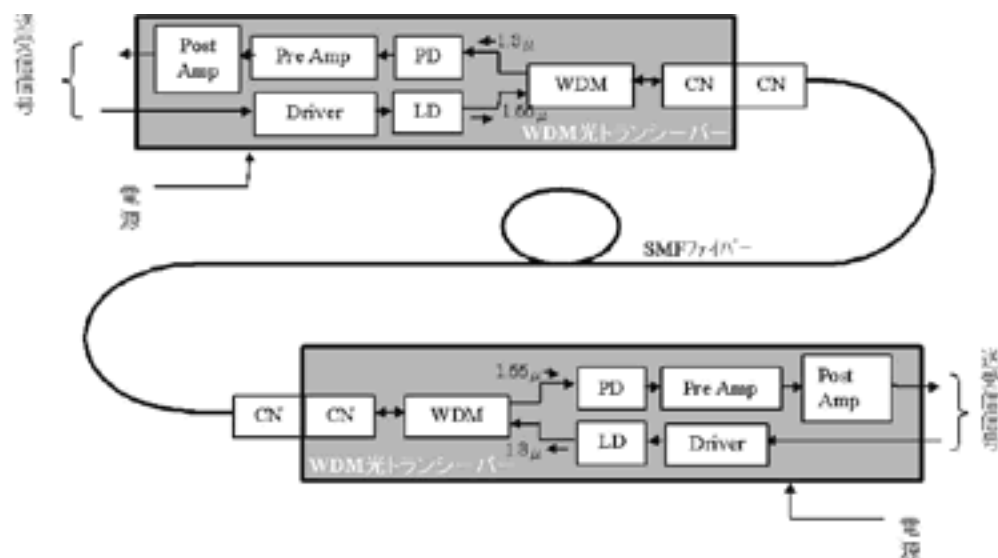 Post
Amp
Pre Amp
PD
1.3μ
WDM
CN
CN
Driver
LD
1.55μ
WDM光トランシーバー
電源
SMFファイバー
1.55μ
PD
Pre Amp
Post
Amp
CN
CN
WDM
LD
Driver
1.3μ
WDM光トランシーバー
電源